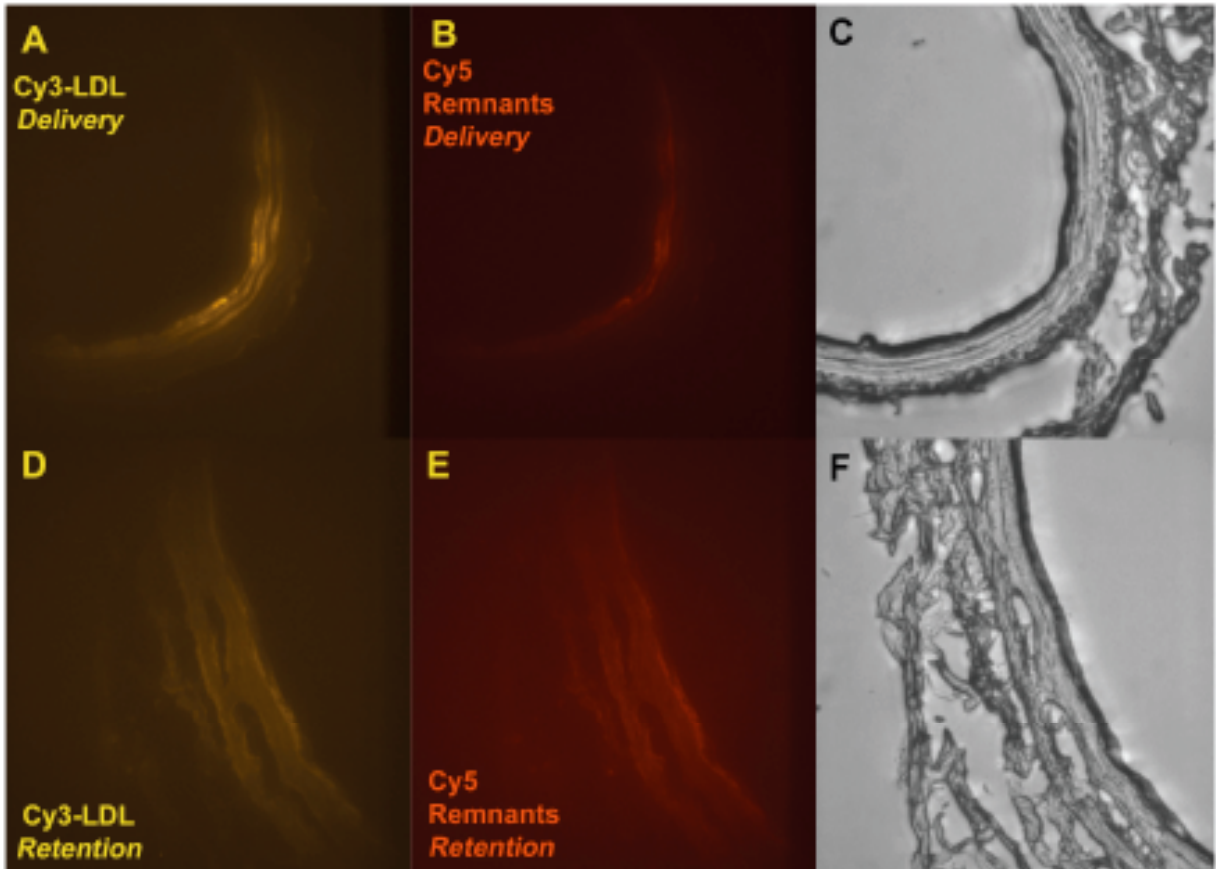 A
Cy3-LDL
Delivery
B
Cy5
Remnants
Delivery
C
D
Cy3-LDL
Retention
E
Cy5
Remnants
Retention
F